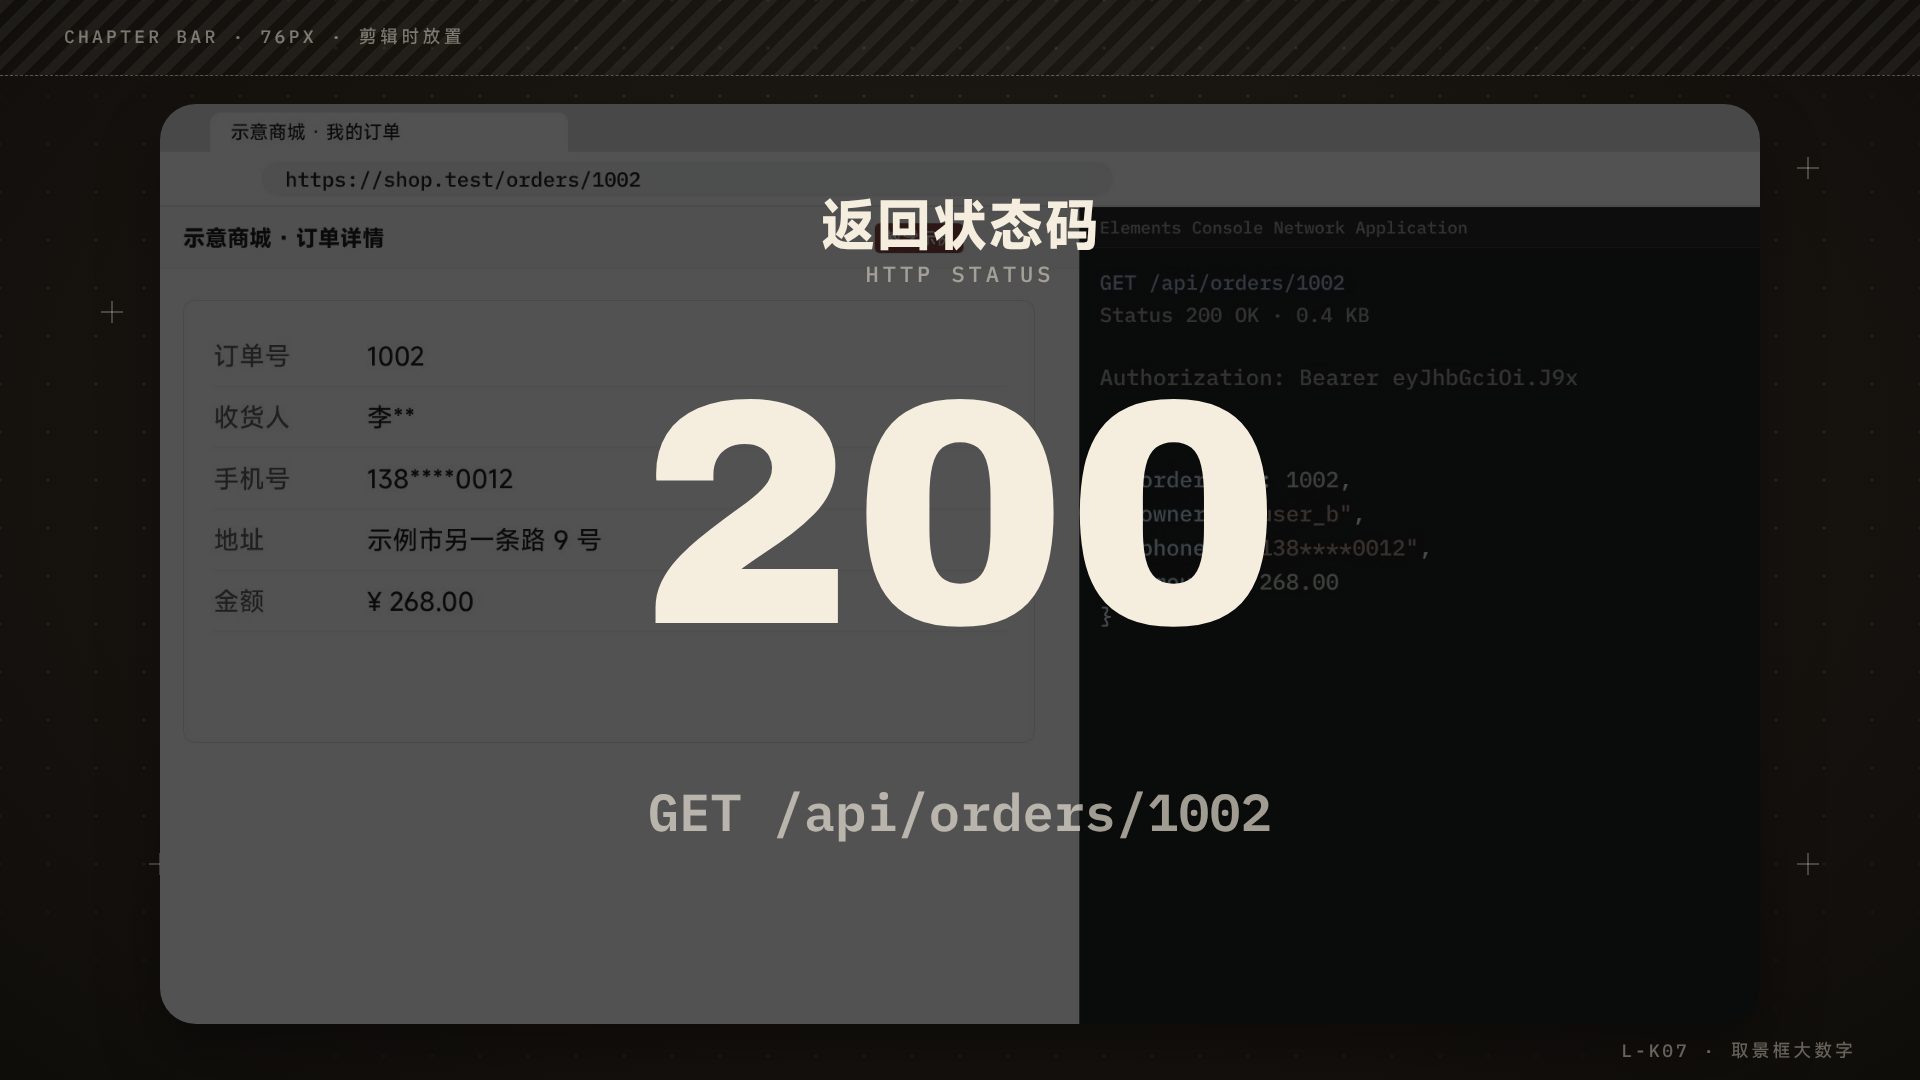 CHAPTER BAR · 76PX · 剪辑时放置
示意商城 · 我的订单
https://shop.test/orders/1002
示意商城 · 订单详情
返回状态码
HTTP STATUS
订单号 1002
收货人 李**
手机号 138****0012
地址 示例市另一条路 9 号
金额 ¥ 268.00
Elements Console Network Application
GET /api/orders/1002
Status 200 OK · 0.4 KB
Authorization: Bearer eyJhbGciOi.J9x
200
order : 1002,
owner user_b",
phone 138****0012",
268.00
}
GET /api/orders/1002
L-K07 · 取景框大数字